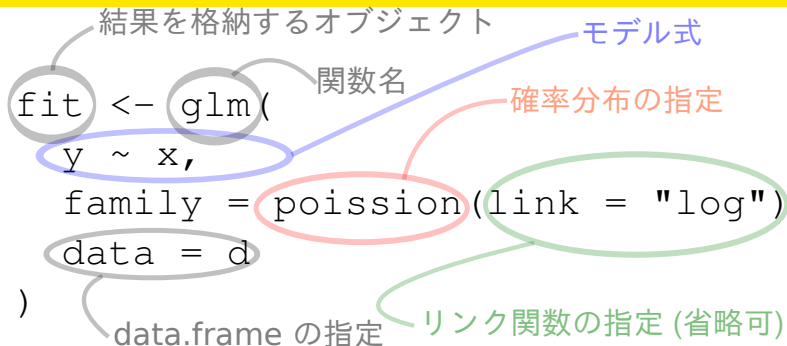 結果を格納するオブジェクト
モデル式
関数名
fit <- glm(
確率分布の指定
y ~ x,
family = poission(link = "log")
data = d
)
data.frame の指定
リンク関数の指定 (省略可)